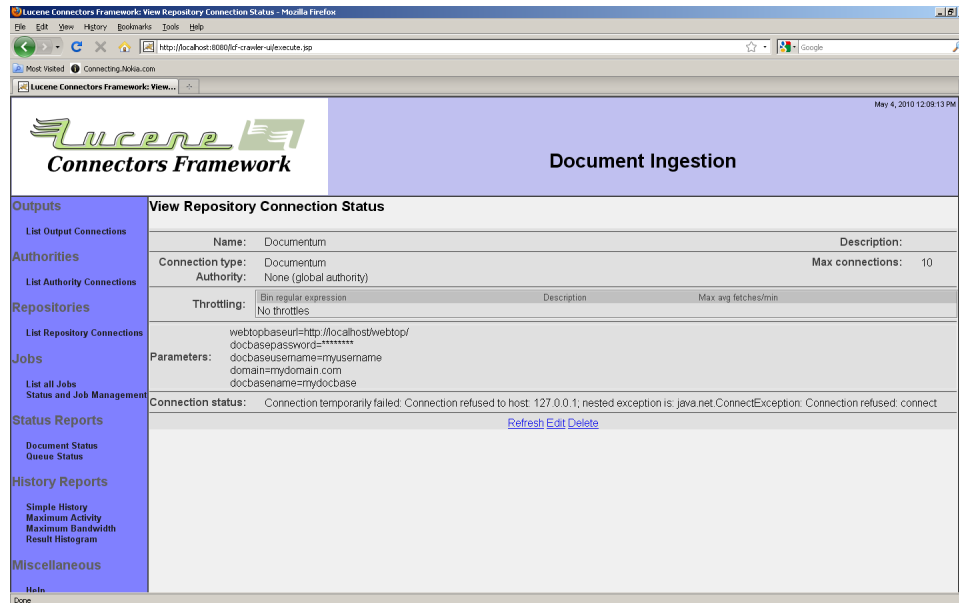 Lucene Connectors Framework: View Repository Connection Status - Mozilla Firefox
File Edit View History Bookmarks Tools Help
http://localhost:8080/lcf-crawler-ui/execute.jsp
Google
Most Visited Connecting.Nokia.com
Lucene Connectors Framework: View...
May 4, 2010 12:09:13 PM
Lucene
Connectors Framework
Document Ingestion
Outputs
List Output Connections
Authorities
List Authority Connections
Repositories
List Repository Connections
Jobs
List all Jobs
Status and Job Management
Status Reports
Document Status
Queue Status
History Reports
Simple History
Maximum Activity
Maximum Bandwidth
Result Histogram
Miscellaneous
Help
View Repository Connection Status
Name: Documentum Description:
Connection type: Documentum Max connections: 10
Authority: None (global authority)
Throttling: Bin regular expression Description Max avg fetches/min
No throttles
Parameters:
webtopbaseurl=http://localhost/webtop/
docbasepassword=********
docbaseusername=myusername
domain=mydomain.com
docbasename=mydocbase
Connection status: Connection temporarily failed: Connection refused to host: 127.0.0.1; nested exception is: java.net.ConnectException: Connection refused: connect
Refresh Edit Delete
Done